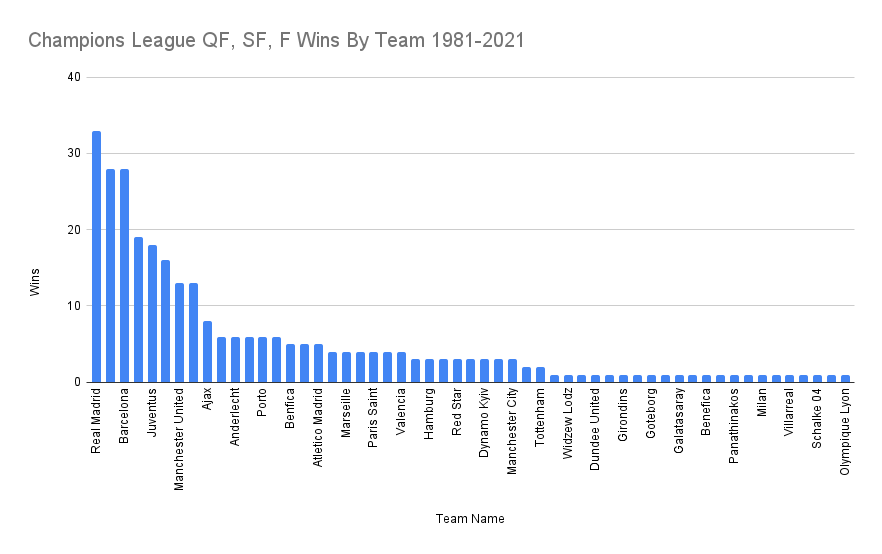 Champions League QF, SF, F Wins By Team 1981-2021
40
30
20
10
0
Wins
Real Madrid
Barcelona
Juventus
Manchester United
Ajax
Anderlecht
Porto
Benfica
Atletico Madrid
Marseille
Paris Saint
Valencia
Hamburg
Red Star
Dynamo Kyiv
Manchester City
Tottenham
Widzew Lodz
Dundee United
Girondins
Goteborg
Galatasaray
Benefica
Panathinakos
Milan
Villarreal
Schalke 04
Olympique Lyon
Team Name